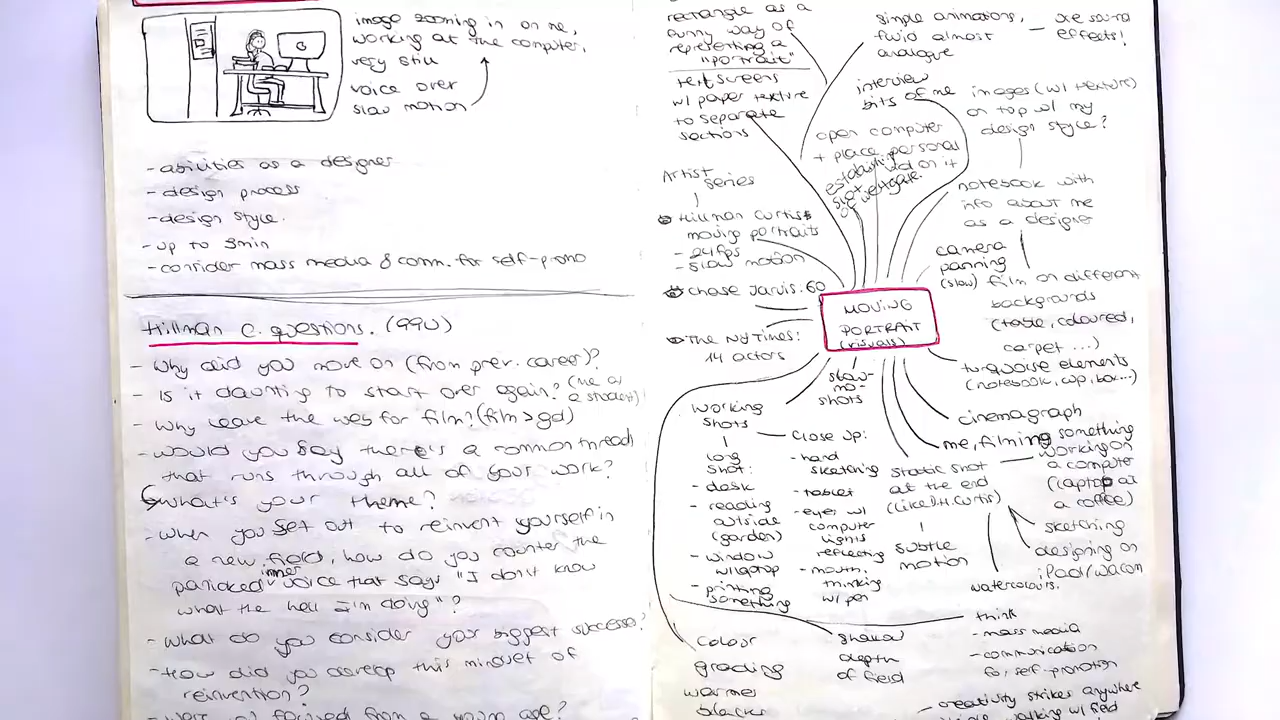 image zooming in on me,
working at the computer,
very still
voice over
slow motion
- abilities as a designer
- design process
- design style.
- up to 3min
- consider mass media & comm. for self-promo
Hillman C. questions. (99U)
- Why did you move on (from prev. career)?
- Is it daunting to start over again? (me as
a student)
- Why leave the web for film? (film > gd)
- Would you say there's a common thread
that runs through all of your work?
What's your theme?
- When you set out to reinvent yourself in
a new field, how do you counter the
panicked inner voice that says "I don't know
what the hell I'm doing"?
- What do you consider your biggest success?
- How did you develop this mindset of
reinvention?
rectangle as a
funny way of
representing a
"portrait"
text screens
w/ paper texture
to separate
sections
Artist
series
Hillman Curtis
moving portraits
- 24fps
- slow motion
Chase Jarvis: 60
The NY Times:
14 actors
simple animations,
fluid almost
analogue
- use sound
effects!
interview
bits of me
images (w/ texture)
on top w/ my
design style?
open computer
+ place personal
establishing
shot
notebook with
info about me
as a designer
camera
panning
(slow)
film on different
backgrounds
(table, coloured,
carpet ...)
MOVING
PORTRAIT
(visuals)
turquoise elements
(notebook, cup, box...)
cinemagraph
me, filming something
slow-
mo-
shots
working
shots
long
shot:
- desk
- reading
outside
(garden)
- window
w/ laptop
- printing
something
Close up:
- hand
sketching
- tablet
- eyes w/
computer
lights
reflecting
- mouth,
thinking
w/ pen
static shot
at the end
(like H. Curtis)
subtle
motion
working on
a computer
(laptop at
a coffee)
sketching
designing on
iPad/wacom
watercolours.
colour
grading
warmer
blacks
shallow
depth
of field
think
- mass media
- communication
for self-promotion
- creativity strikes anywhere